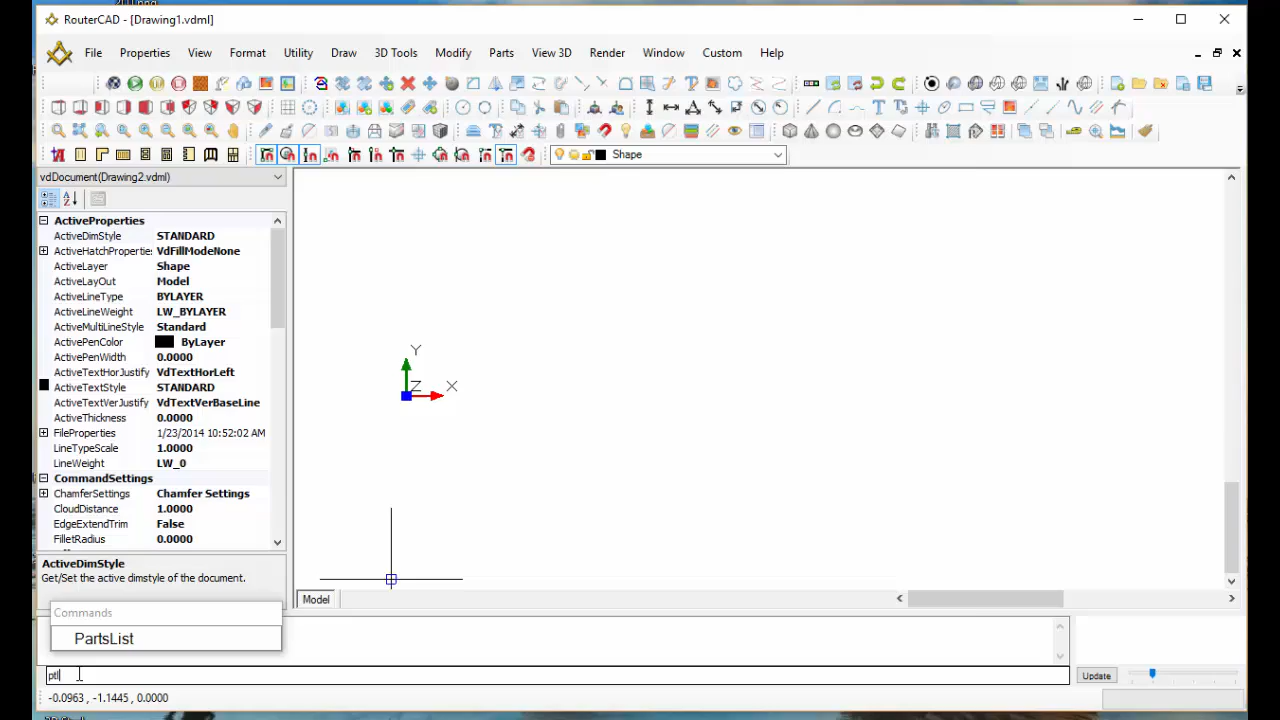 RouterCAD - [Drawing1.vdml]
File Properties View Format Utility Draw 3D Tools Modify Parts View 3D Render Window Custom Help
Shape
vdDocument(Drawing2.vdml)
ActiveProperties
ActiveDimStyle STANDARD
ActiveHatchProperties VdFillModeNone
ActiveLayer Shape
ActiveLayOut Model
ActiveLineType BYLAYER
ActiveLineWeight LW_BYLAYER
ActiveMultiLineStyle Standard
ActivePenColor ByLayer
ActivePenWidth 0.0000
ActiveTextHorJustify VdTextHorLeft
ActiveTextStyle STANDARD
ActiveTextVerJustify VdTextVerBaseLine
ActiveThickness 0.0000
FileProperties 1/23/2014 10:52:02 AM
LineTypeScale 1.0000
LineWeight LW_0
CommandSettings
ChamferSettings Chamfer Settings
CloudDistance 1.0000
EdgeExtendTrim False
FilletRadius 0.0000
ActiveDimStyle
Get/Set the active dimstyle of the document.
Y
Z X
Model
Commands
PartsList
ptl
Update
-0.0963 , -1.1445, 0.0000